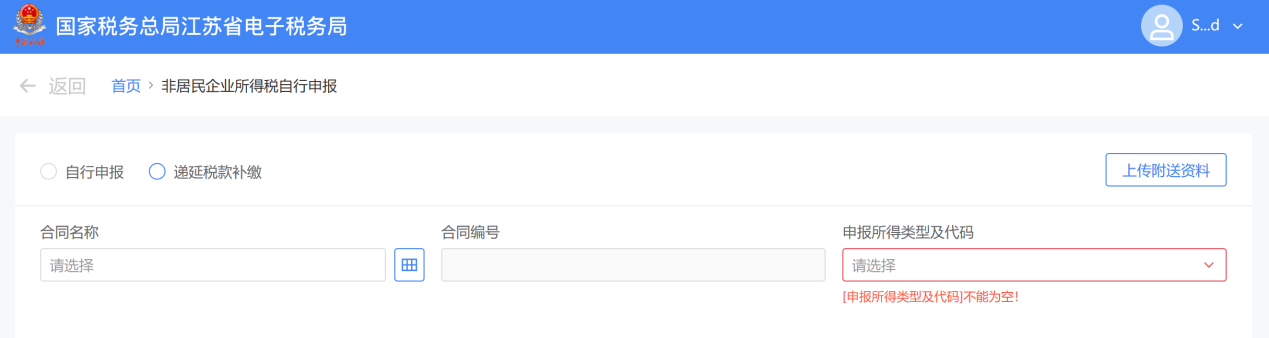 国家税务总局江苏省电子税务局
S...d
返回 首页 > 非居民企业所得税自行申报
自行申报 递延税款补缴 上传附送资料
合同名称 合同编号 申报所得类型及代码
请选择 请选择
[申报所得类型及代码]不能为空!